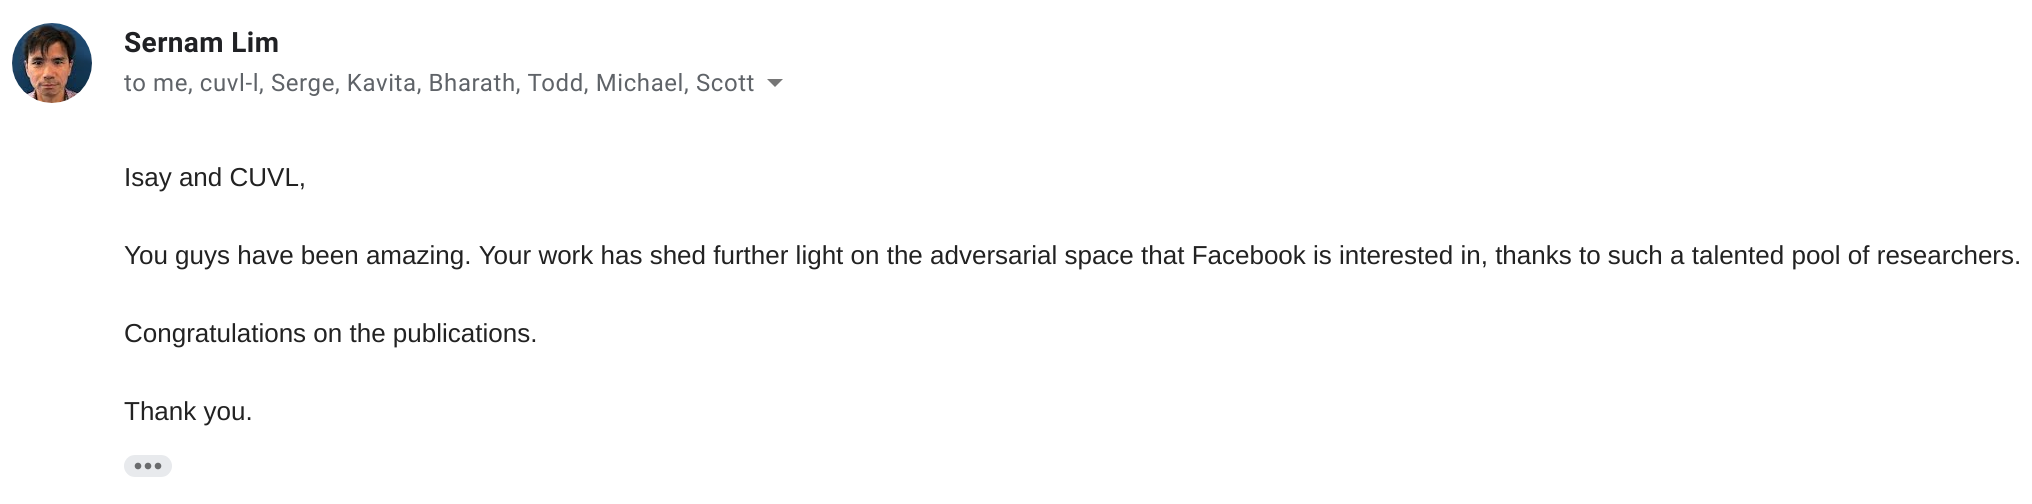 Sernam Lim
to me, cuvl-l, Serge, Kavita, Bharath, Todd, Michael, Scott
Isay and CUVL,
You guys have been amazing. Your work has shed further light on the adversarial space that Facebook is interested in, thanks to such a talented pool of researchers.
Congratulations on the publications.
Thank you.